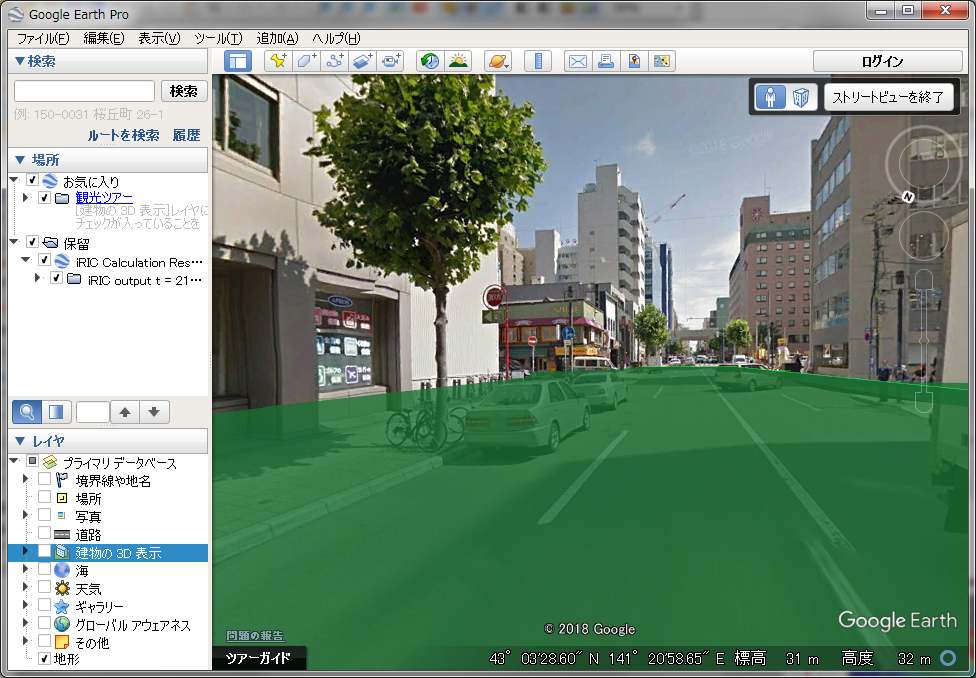 Google Earth Pro
ファイル(F) 編集(E) 表示(V) ツール(T) 追加(A) ヘルプ(H)
検索
検索
例: 150-0031 桜丘町 26-1
ルートを検索 履歴
場所
お気に入り
観光ツアー
[建物の 3D 表示]レイヤに
チェックが入っていることを
保留
iRIC Calculation Res…
iRIC output t = 21…
レイヤ
プライマリ データベース
境界線や地名
場所
写真
道路
建物の 3D 表示
海
天気
ギャラリー
グローバル アウェアネス
その他
地形
ログイン
ストリートビューを終了
N
問題の報告
ツアーガイド
© 2018 Google
Google Earth
43° 03'28.60" N 141° 20'58.65" E 標高 31 m 高度 32 m